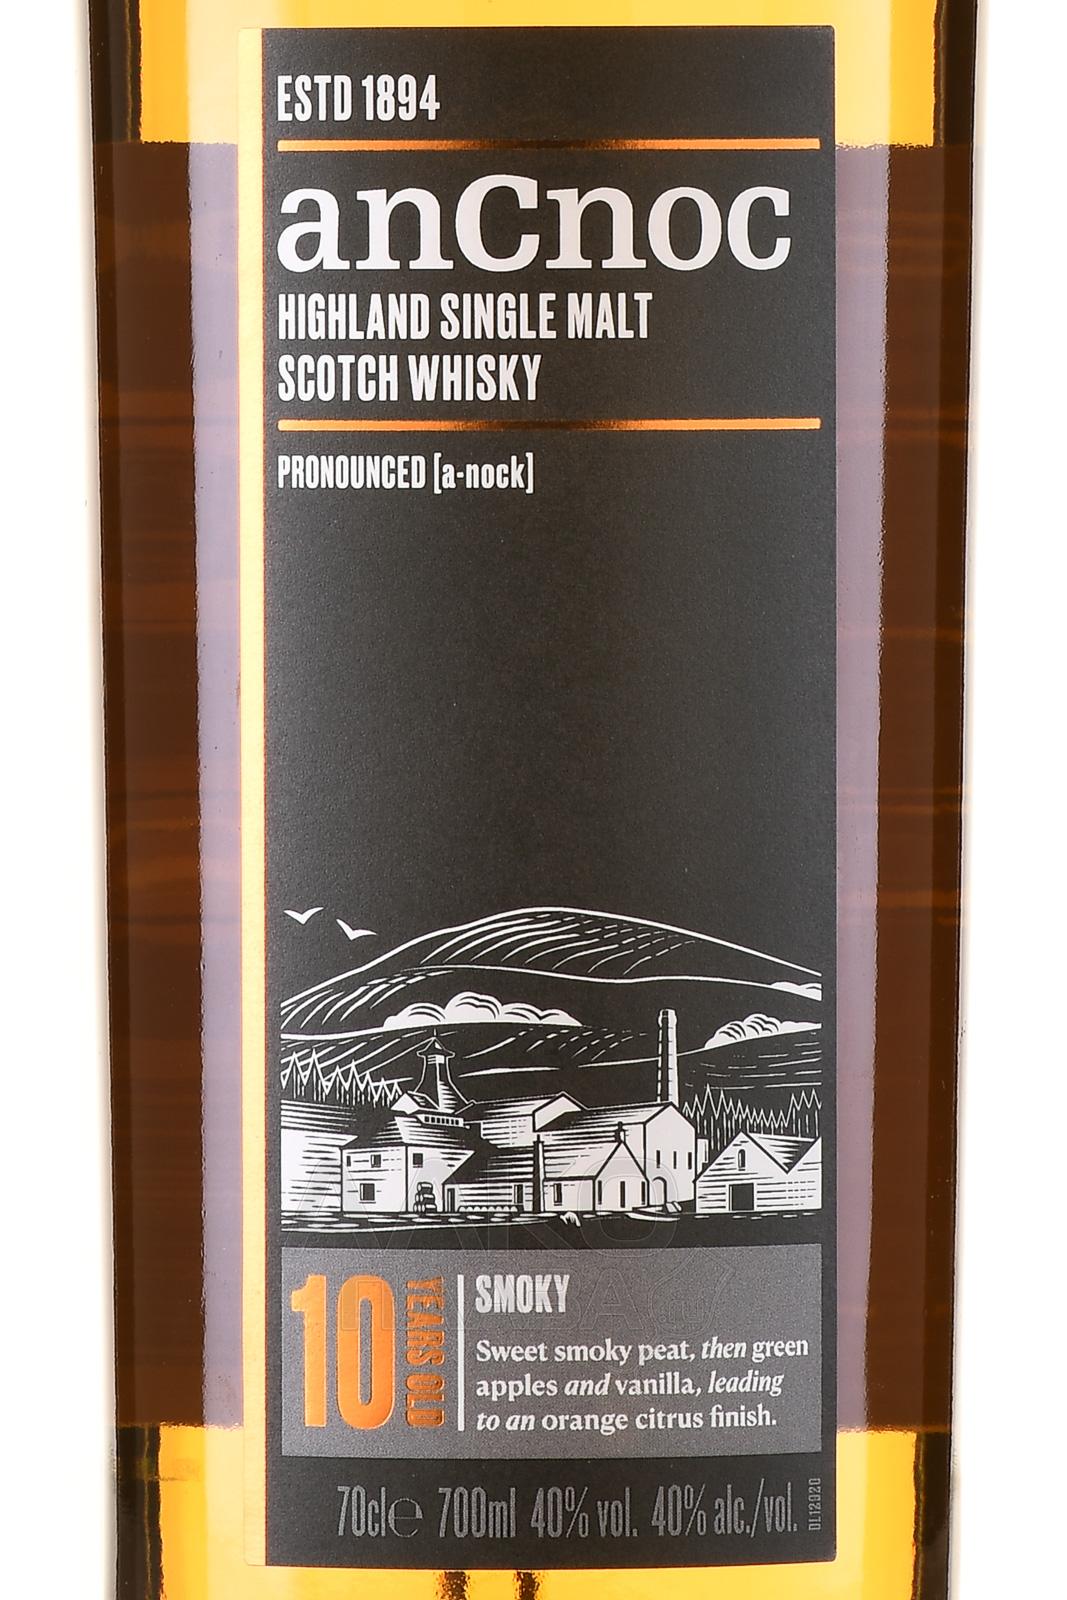 ESTD 1894
anCnoc
HIGHLAND SINGLE MALT
SCOTCH WHISKY
PRONOUNCED [a-nock]
10 YEARS OLD
SMOKY
Sweet smoky peat, then green
apples and vanilla, leading
to an orange citrus finish.
70cl℮ 700ml 40% vol. 40% alc./vol.
DL12020